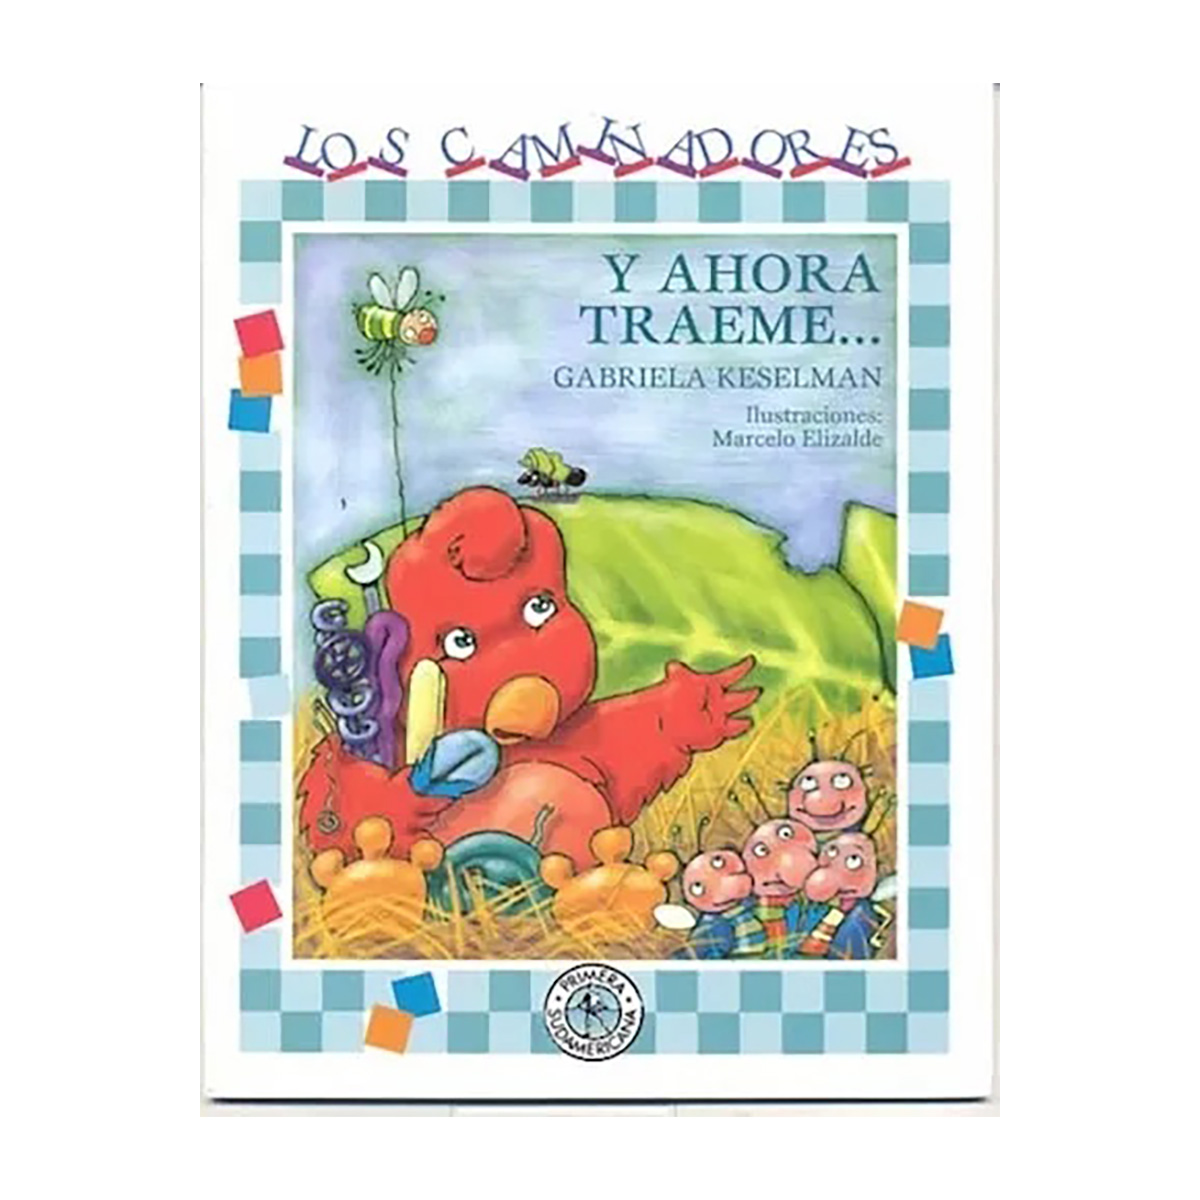 LOS CAMINADORES
Y AHORA
TRAEME...
GABRIELA KESELMAN
Ilustraciones:
Marcelo Elizalde
PRIMERA
SUDAMERICANA